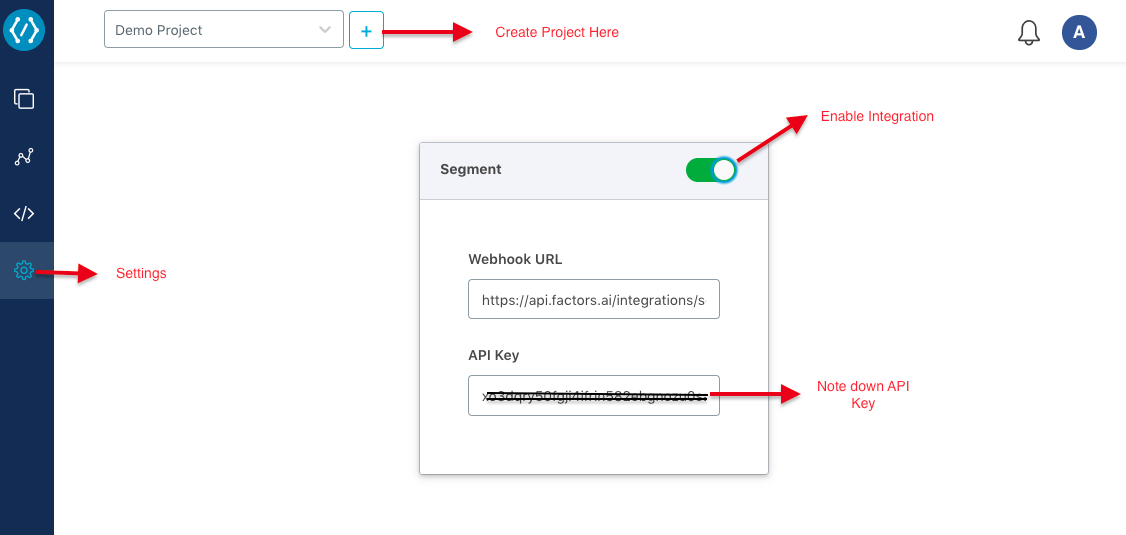 Demo Project
+
Create Project Here
A
Enable Integration
Segment
Webhook URL
Settings
https://api.factors.ai/integrations/s
API Key
Note down API
Key